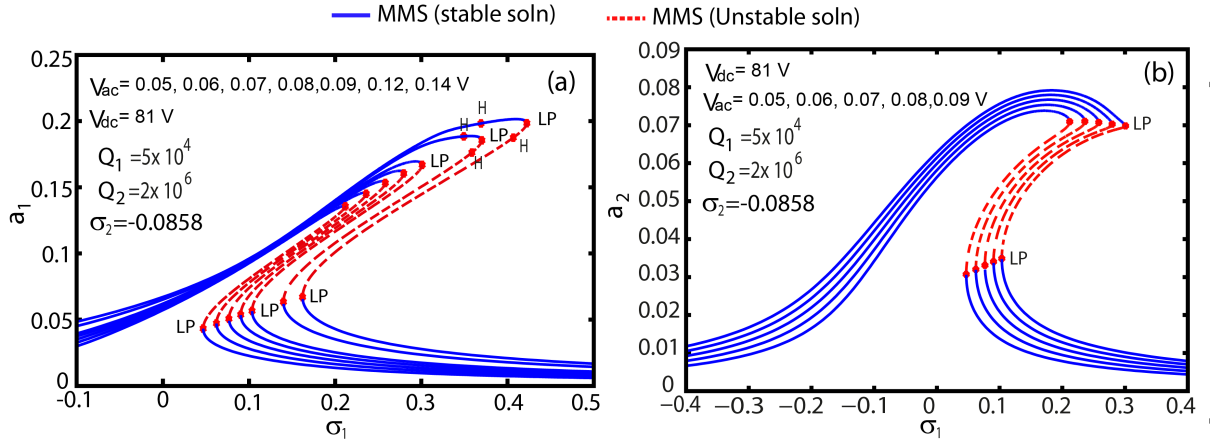 MMS (stable soln) MMS (Unstable soln)
(a)
Vac= 0.05, 0.06, 0.07, 0.08,0.09, 0.12, 0.14 V
Vdc= 81 V
Q1 =5x 10^4
Q2 =2x 10^6
σ2=-0.0858
H
H
LP
LP
H
H
LP
LP
LP
LP
a1
0.25
0.2
0.15
0.1
0.05
0
-0.1 0 0.1 0.2 0.3 0.4 0.5
σ1
(b)
Vdc= 81 V
Vac= 0.05, 0.06, 0.07, 0.08,0.09 V
Q1 =5x 10^4
Q2 =2x 10^6
σ2=-0.0858
LP
LP
a2
0.09
0.08
0.07
0.06
0.05
0.04
0.03
0.02
0.01
0
-0.4 -0.3 -0.2 -0.1 0 0.1 0.2 0.3 0.4
σ1